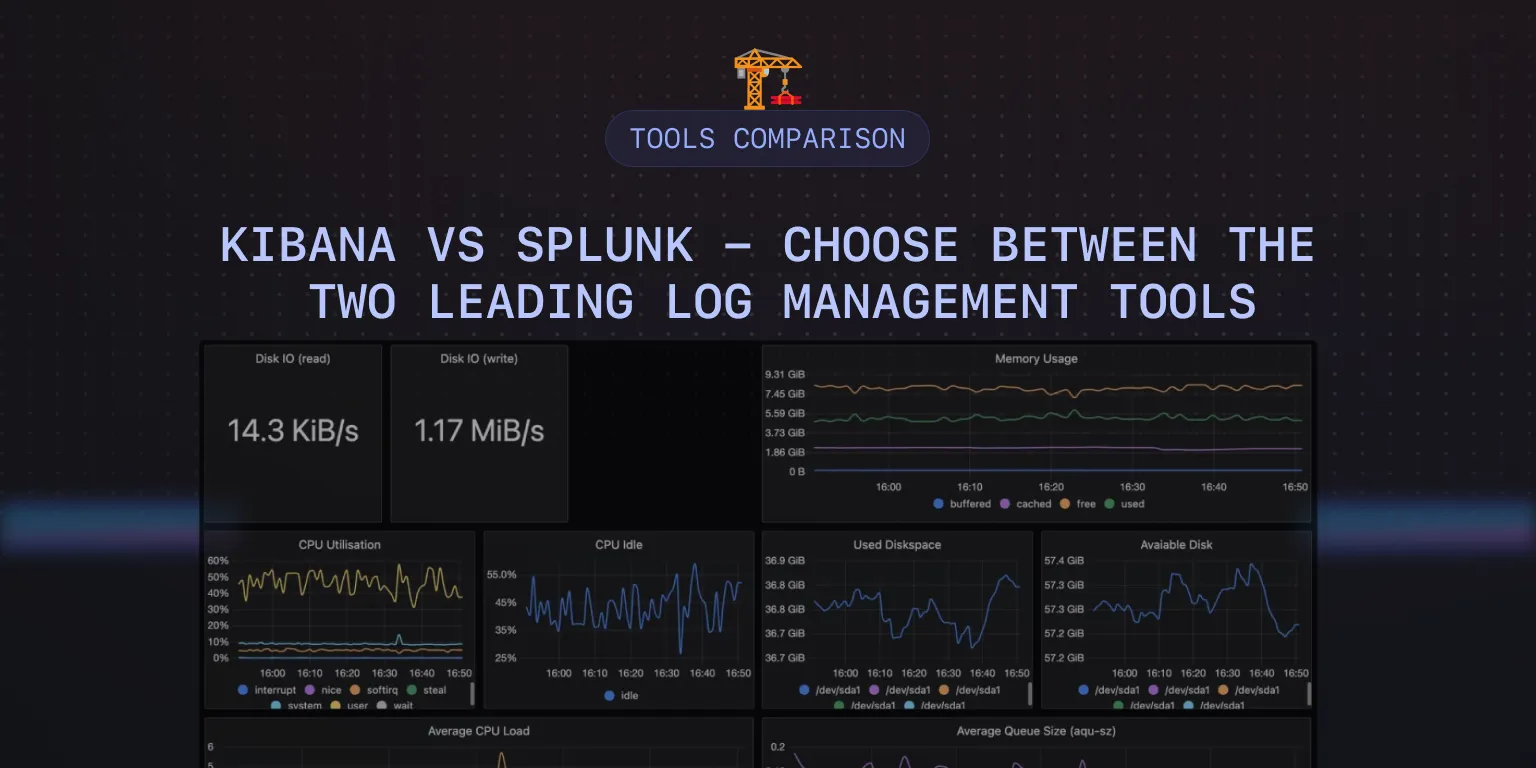 TOOLS COMPARISON
KIBANA VS SPLUNK – CHOOSE BETWEEN THE
TWO LEADING LOG MANAGEMENT TOOLS
Disk IO (read)
14.3 KiB/s
Disk IO (write)
1.17 MiB/s
Memory Usage
9.31 GiB
7.45 GiB
5.59 GiB
3.73 GiB
1.86 GiB
0 B
16:00 16:10 16:20 16:30 16:40 16:50
buffered cached free used
CPU Utilisation
60%
50%
40%
30%
20%
10%
0%
16:00 16:10 16:20 16:30 16:40 16:50
interrupt nice softirq steal
system user wait
CPU Idle
55.0%
45%
35%
25%
16:00 16:10 16:20 16:30 16:40 16:50
idle
Used Diskspace
36.9 GiB
36.8 GiB
36.8 GiB
36.7 GiB
36.7 GiB
16:00 16:10 16:20 16:30 16:40 16:50
/dev/sda1 /dev/sda1 /dev/sda1
/dev/sda1 /dev/sda1
Avaiable Disk
57.4 GiB
57.3 GiB
57.3 GiB
57.2 GiB
57.2 GiB
16:00 16:10 16:20 16:30 16:40 16:50
/dev/sda1 /dev/sda1 /dev/sda1
/dev/sda1 /dev/sda1
Average CPU Load
6
5
Average Queue Size (aqu-sz)
0.2